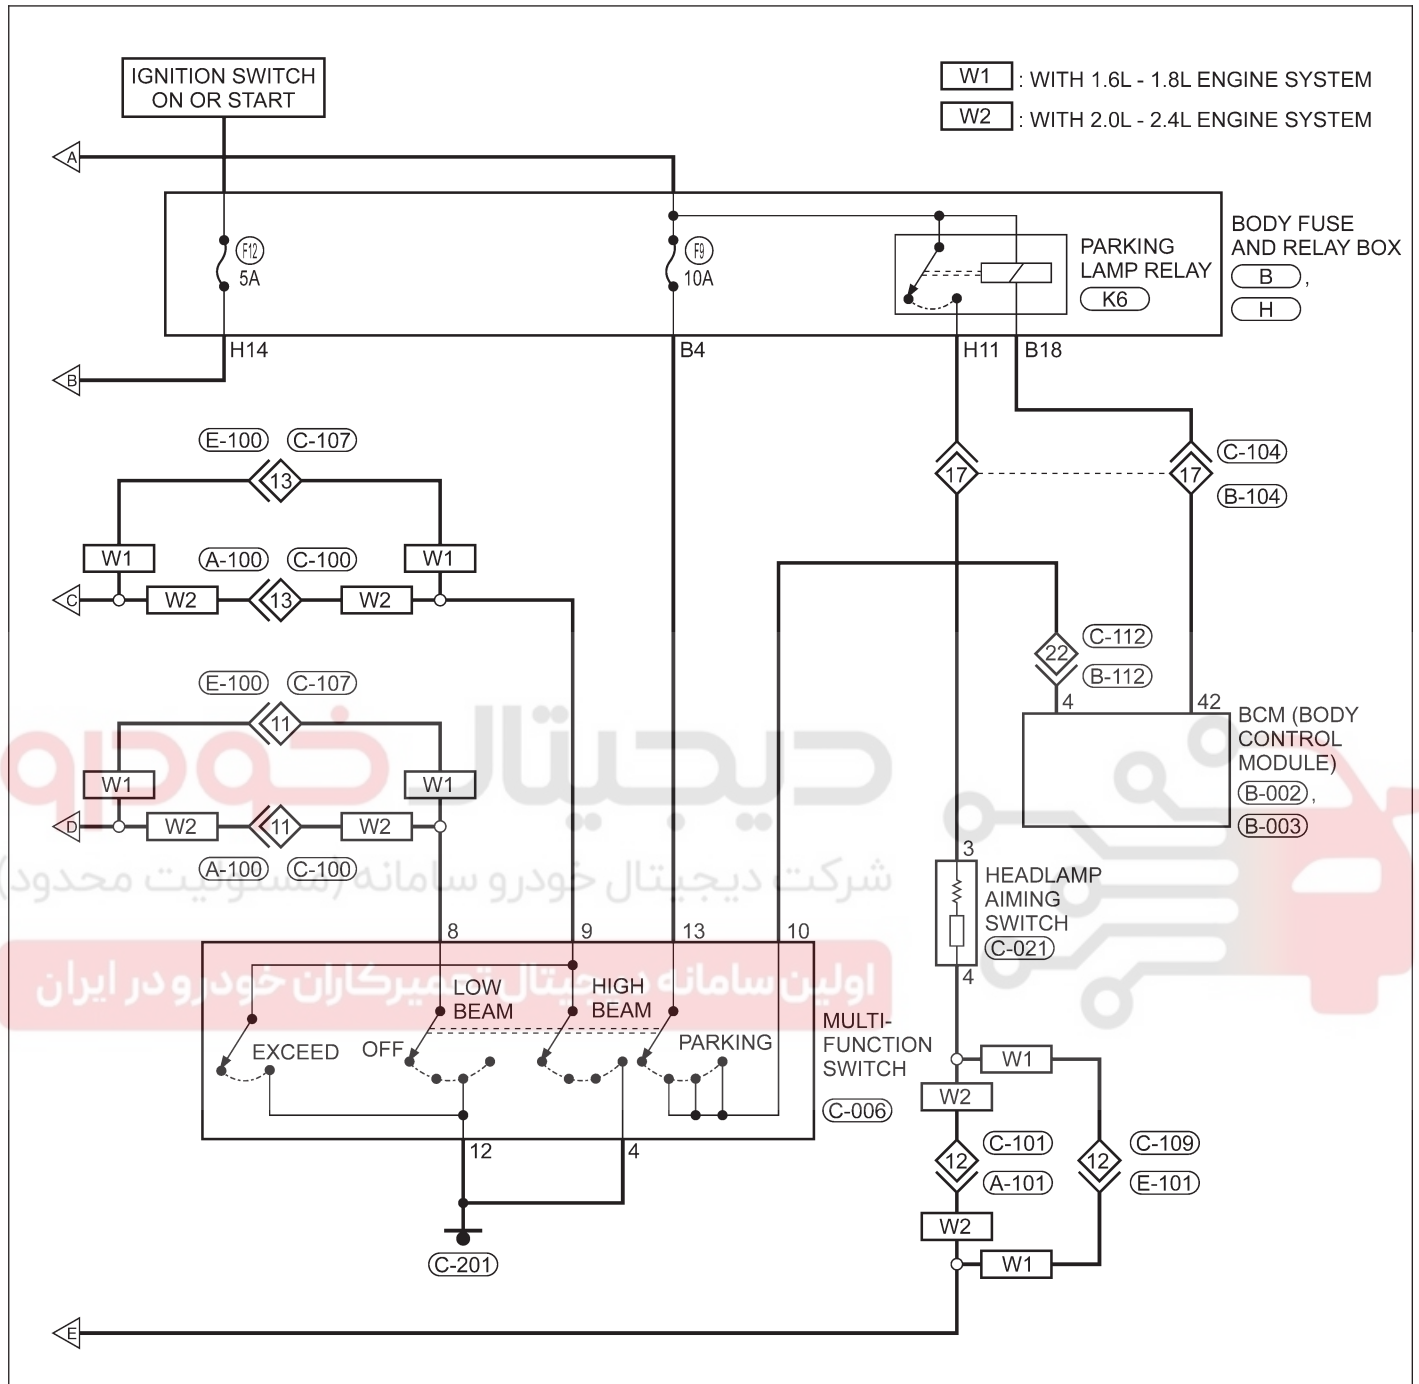 IGNITION SWITCH
ON OR START
W1 : WITH 1.6L - 1.8L ENGINE SYSTEM
W2 : WITH 2.0L - 2.4L ENGINE SYSTEM
A
F12
5A
F9
10A
PARKING
LAMP RELAY
K6
BODY FUSE
AND RELAY BOX
B ,
H
H14
B4
H11
B18
B
E-100 C-107
13
17
17
C-104
B-104
W1
A-100 C-100
W1
C
W2
13
W2
C-112
22
B-112
E-100 C-107
4
42
11
BCM (BODY
CONTROL
MODULE)
B-002 ,
B-003
دیجیتال خودرو
W1
W1
D
W2
11
W2
A-100 C-100
شرکت دیجیتال خودرو سامانه (مسئولیت محدود)
3
HEADLAMP
AIMING
SWITCH
C-021
4
8
9
13
10
اولین سامانه دیجیتال تعمیرکاران خودرو در ایران
LOW
BEAM
HIGH
BEAM
EXCEED
OFF
PARKING
MULTI-
FUNCTION
SWITCH
C-006
W1
W2
12
4
12
C-101
A-101
12
C-109
E-101
W2
C-201
W1
E